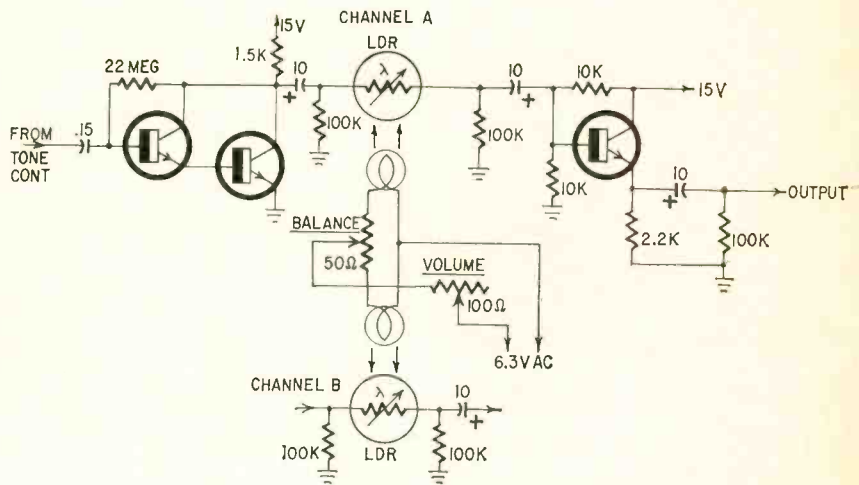 CHANNEL A
LDR
λ
15V
1.5K
10
+
22 MEG
.15
FROM
TONE
CONT
100K
100K
10
+
10K
15V
10K
10
+
OUTPUT
2.2K
100K
BALANCE
50Ω
VOLUME
100Ω
6.3V AC
CHANNEL B
λ
LDR
10
+
100K
100K